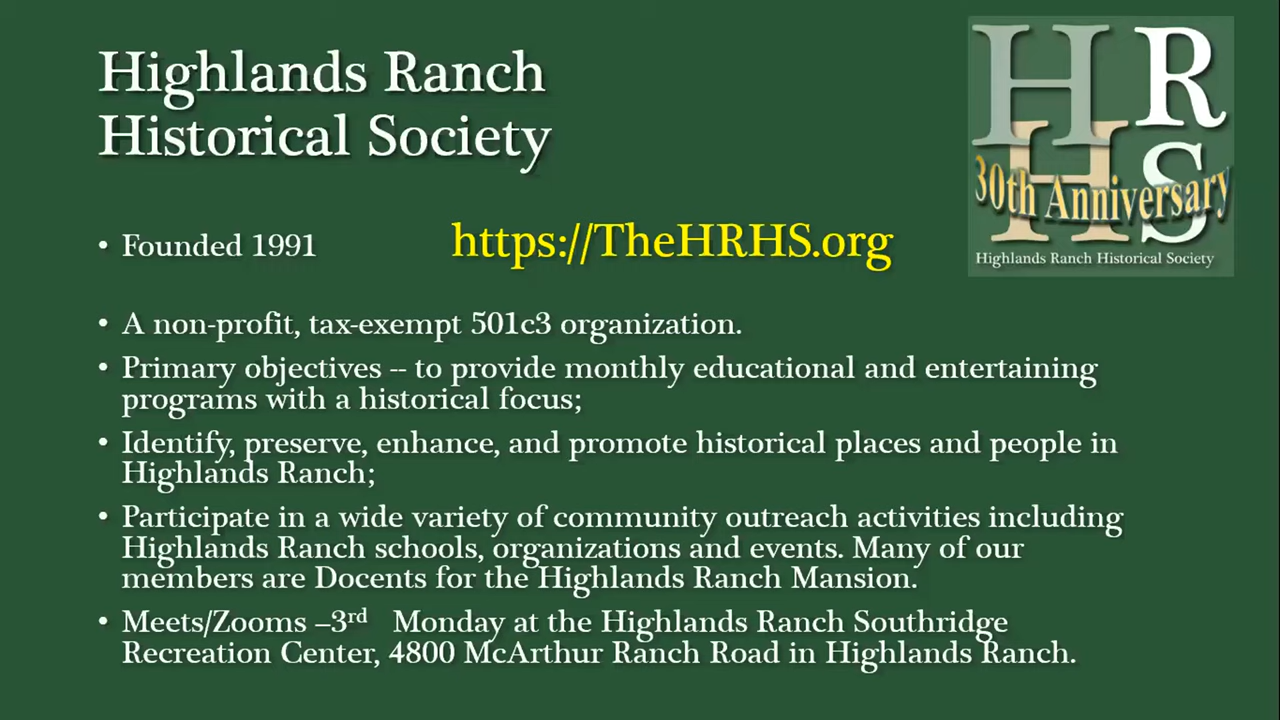 Highlands Ranch
Historical Society
HR
HS
30th Anniversary
Highlands Ranch Historical Society
• Founded 1991
https://TheHRHS.org
• A non-profit, tax-exempt 501c3 organization.
• Primary objectives -- to provide monthly educational and entertaining
programs with a historical focus;
• Identify, preserve, enhance, and promote historical places and people in
Highlands Ranch;
• Participate in a wide variety of community outreach activities including
Highlands Ranch schools, organizations and events. Many of our
members are Docents for the Highlands Ranch Mansion.
• Meets/Zooms –3rd Monday at the Highlands Ranch Southridge
Recreation Center, 4800 McArthur Ranch Road in Highlands Ranch.